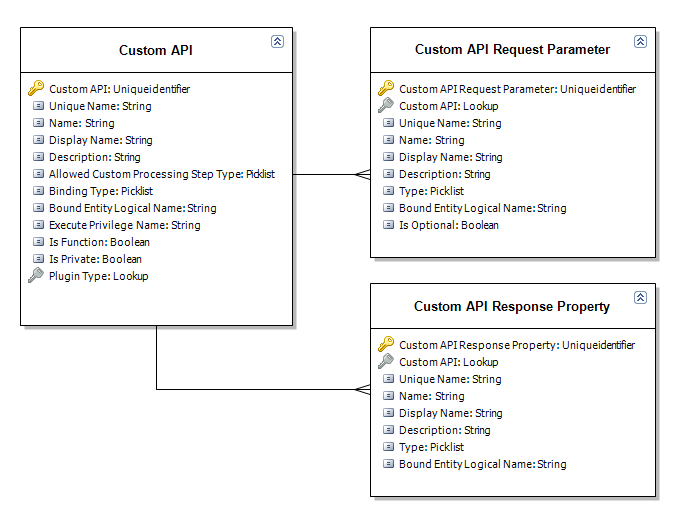 Custom API
Custom API: Uniqueidentifier
Unique Name: String
Name: String
Display Name: String
Description: String
Allowed Custom Processing Step Type: Picklist
Binding Type: Picklist
Bound Entity Logical Name: String
Execute Privilege Name: String
Is Function: Boolean
Is Private: Boolean
Plugin Type: Lookup
Custom API Request Parameter
Custom API Request Parameter: Uniqueidentifier
Custom API: Lookup
Unique Name: String
Name: String
Display Name: String
Description: String
Type: Picklist
Bound Entity Logical Name: String
Is Optional: Boolean
Custom API Response Property
Custom API Response Property: Uniqueidentifier
Custom API: Lookup
Unique Name: String
Name: String
Display Name: String
Description: String
Type: Picklist
Bound Entity Logical Name: String